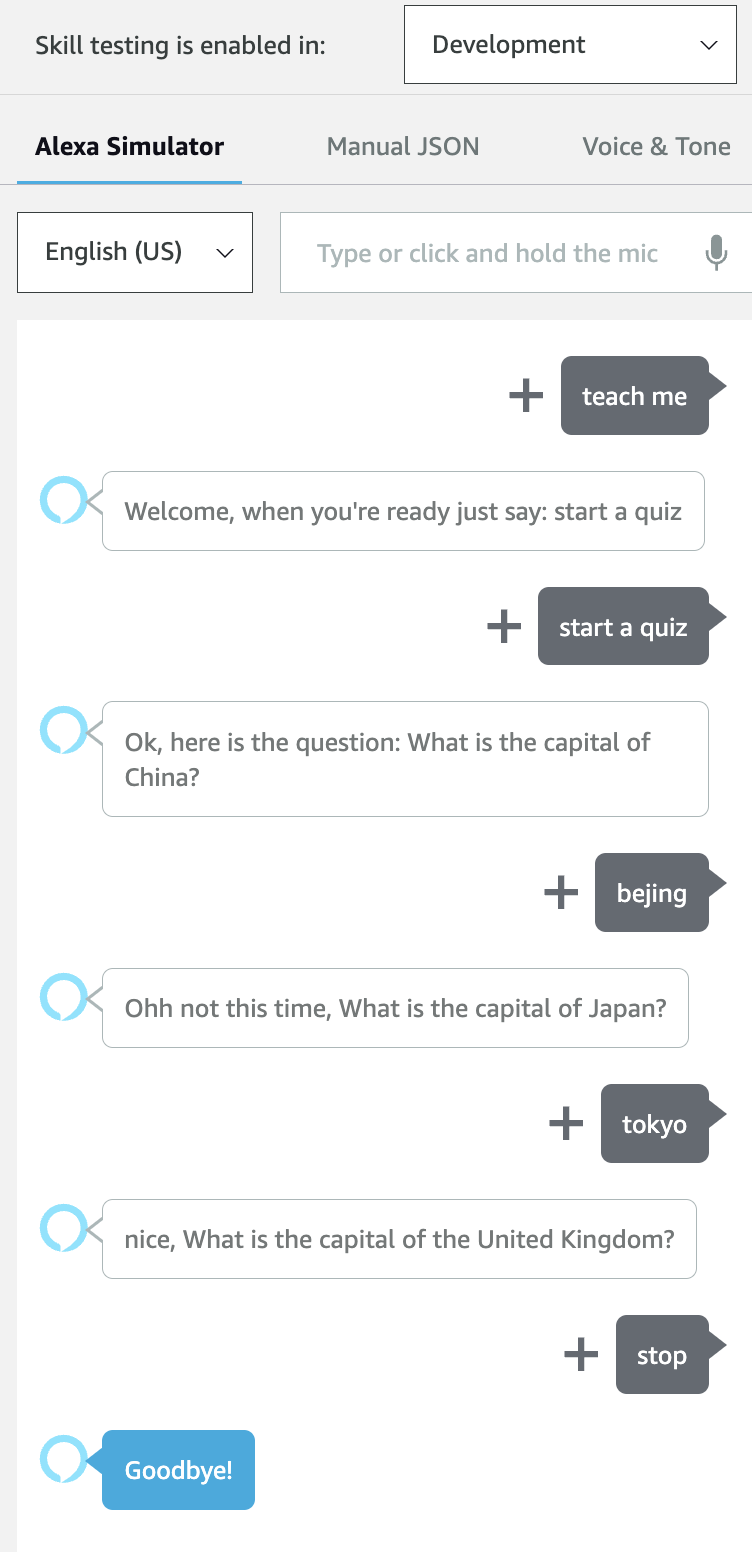 Skill testing is enabled in:
Development
Alexa Simulator
Manual JSON
Voice & Tone
English (US)
Type or click and hold the mic
teach me
Welcome, when you're ready just say: start a quiz
start a quiz
Ok, here is the question: What is the capital of
China?
bejing
Ohh not this time, What is the capital of Japan?
tokyo
nice, What is the capital of the United Kingdom?
stop
Goodbye!